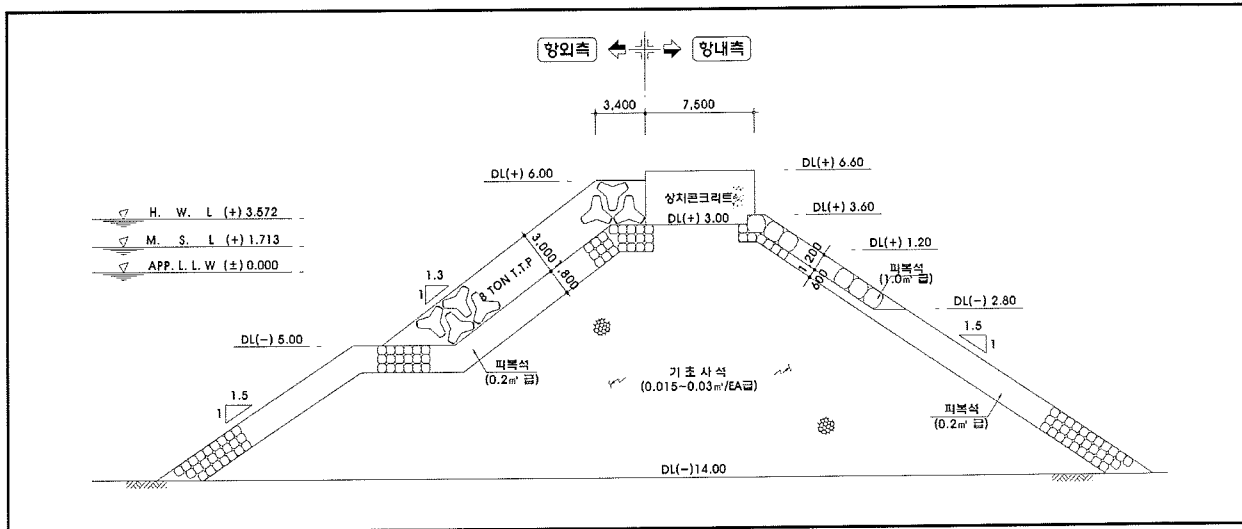 항외측
항내측
3,400
7,500
DL(+) 6.00
DL(+) 6.60
상치콘크리트
DL(+) 3.00
DL(+) 3.60
H. W. L (+) 3.572
M. S. L (+) 1.713
APP. L. L. W (±) 0.000
DL(+) 1.20
3,000
1,800
1,200
600
피복석
(1.0㎥ 급)
8 TON T.T.P
1.3
1
DL(-) 2.80
1.5
1
DL(-) 5.00
피복석
(0.2㎥ 급)
기 초 사 석
(0.015~0.03㎥/EA급)
1.5
1
피복석
(0.2㎥ 급)
DL(-)14.00